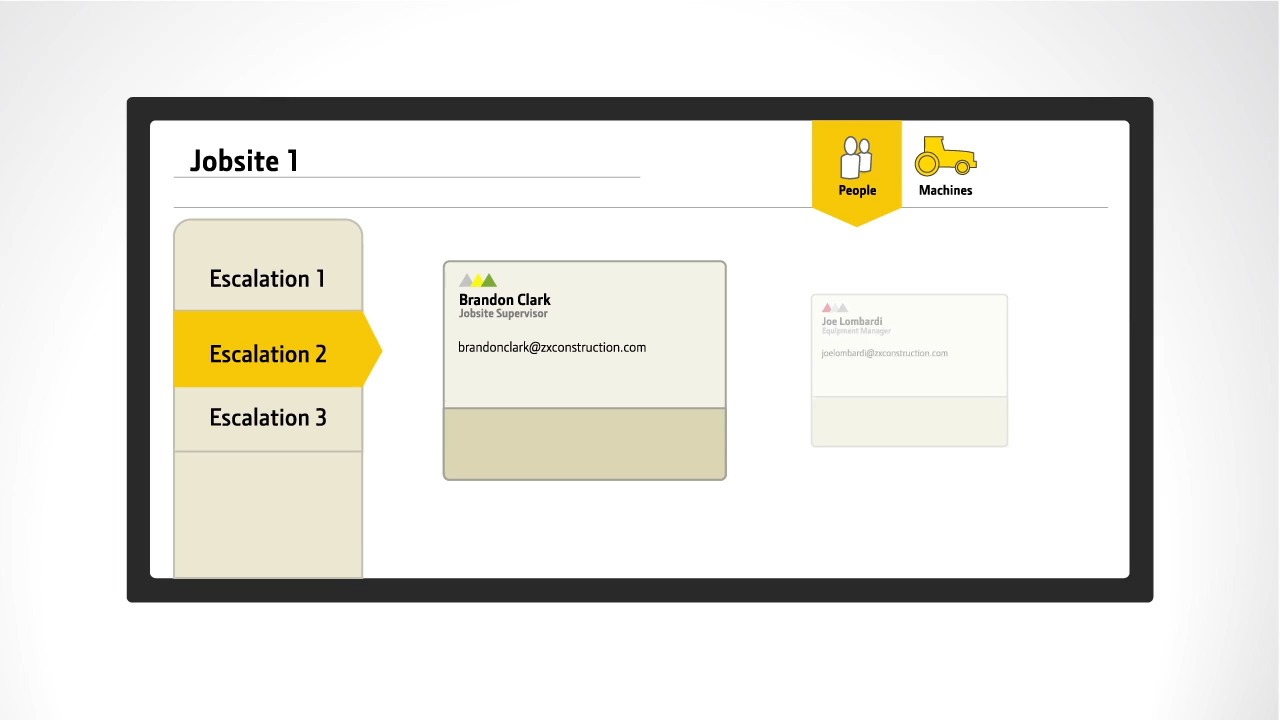 Jobsite 1
People
Machines
Escalation 1
Escalation 2
Escalation 3
Brandon Clark
Jobsite Supervisor
brandonclark@zxconstruction.com
Joe Lombardi
Equipment Manager
joelombardi@zxconstruction.com